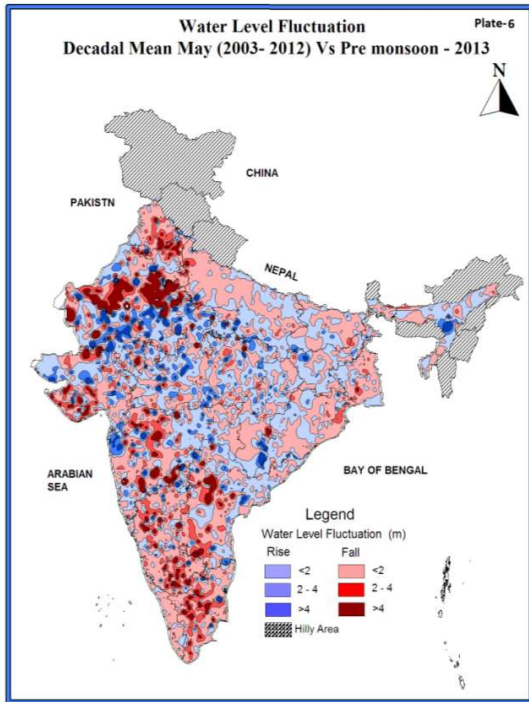 Plate-6
Water Level Fluctuation
Decadal Mean May (2003- 2012) Vs Pre monsoon - 2013
N
CHINA
PAKISTN
NEPAL
ARABIAN
SEA
BAY OF BENGAL
Legend
Water Level Fluctuation (m)
Rise Fall
<2 <2
2 - 4 2 - 4
>4 >4
Hilly Area